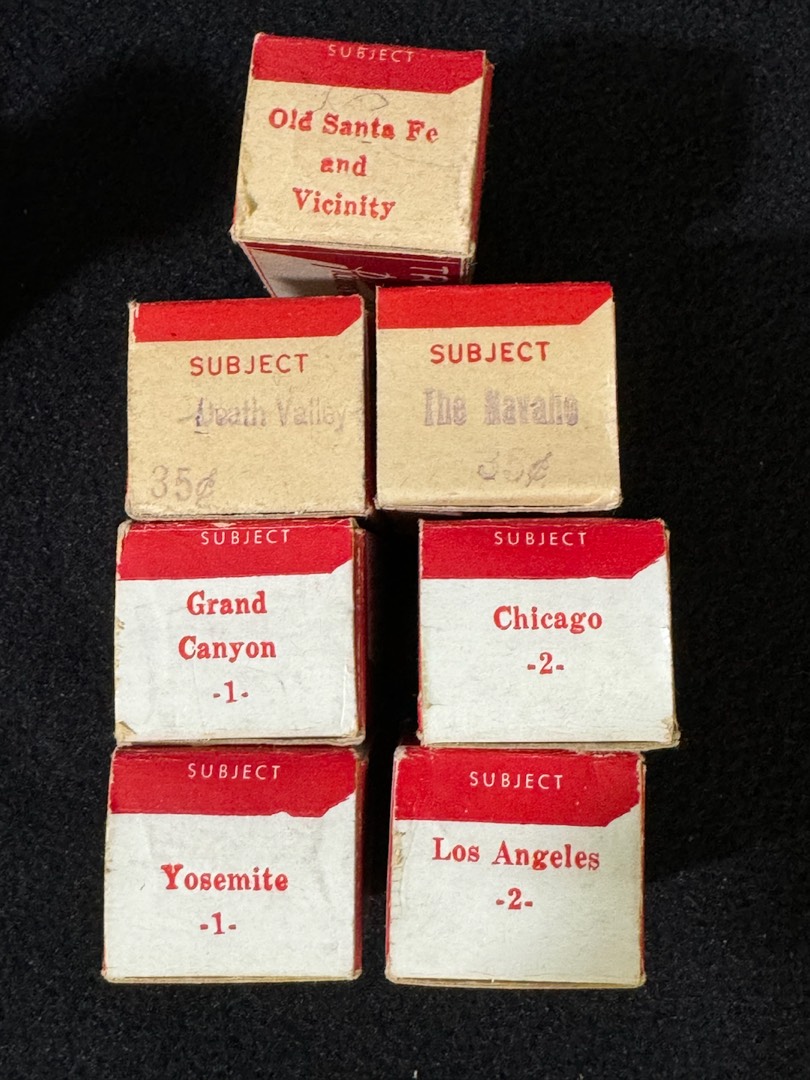 SUBJECT
Old Santa Fe
and
Vicinity
SUBJECT
Death Valley
35¢
SUBJECT
The Navaho
35¢
SUBJECT
Grand
Canyon
-1-
SUBJECT
Chicago
-2-
SUBJECT
Yosemite
-1-
SUBJECT
Los Angeles
-2-